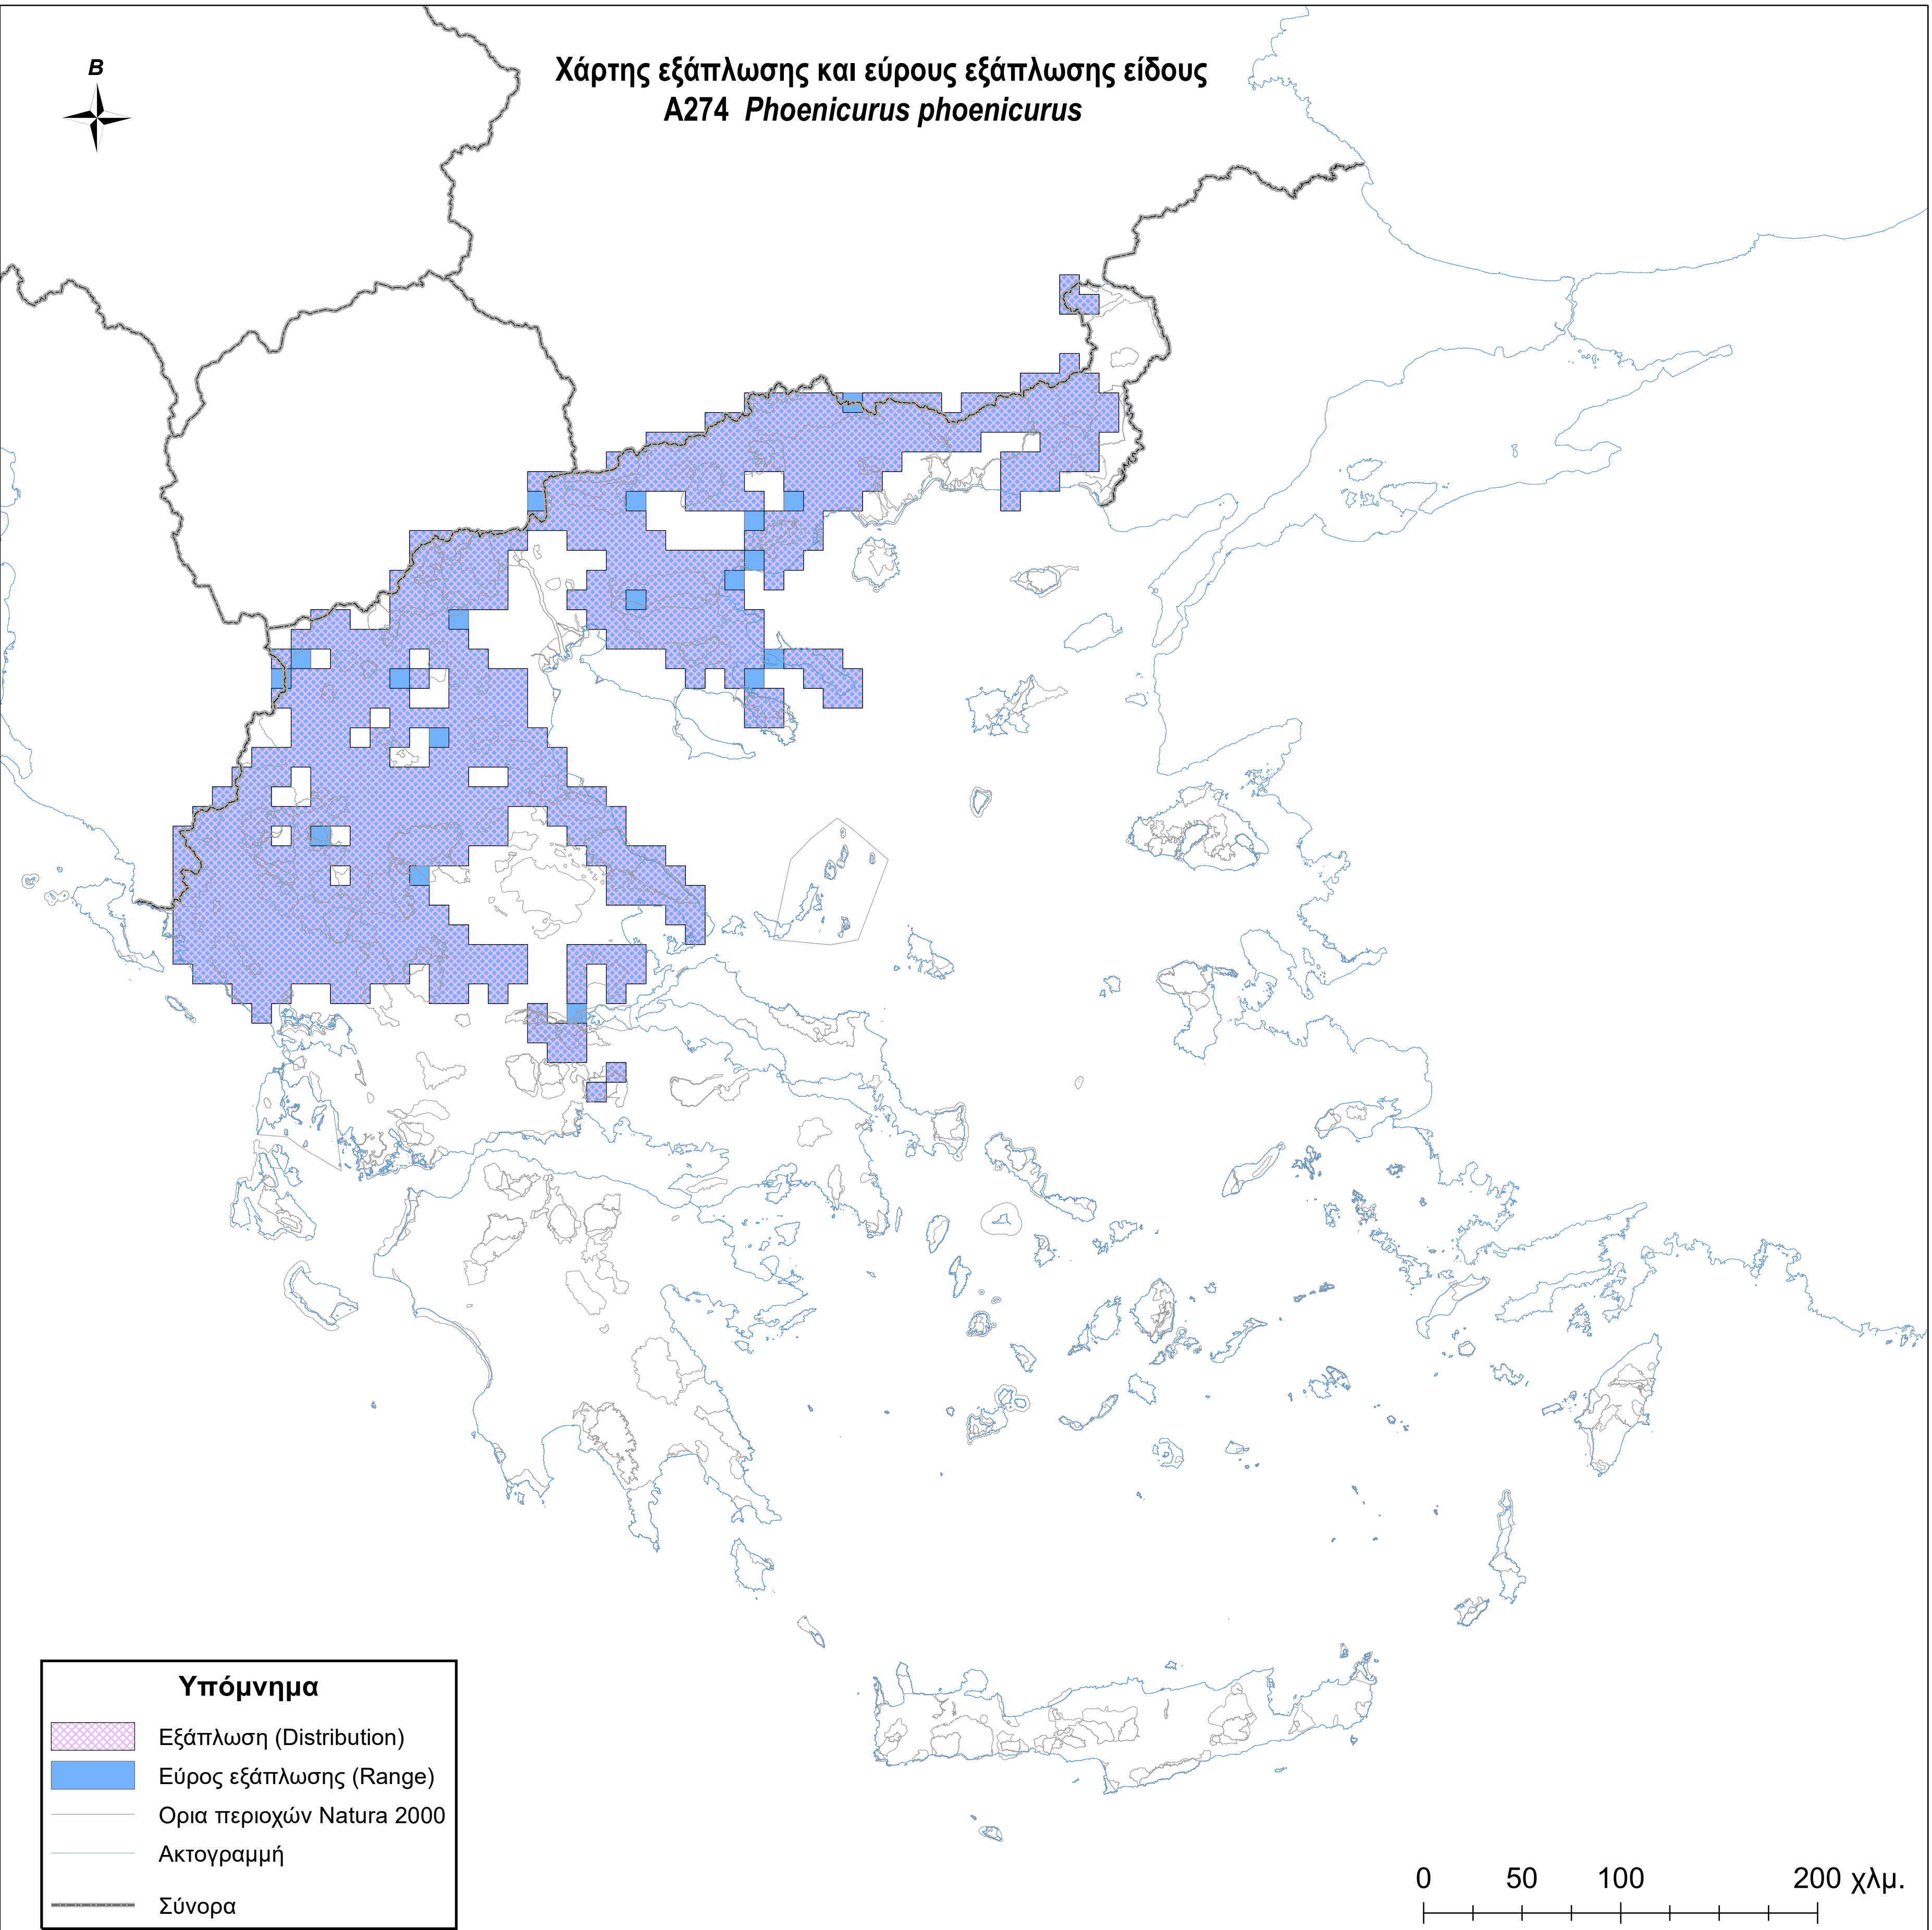 Χάρτης εξάπλωσης και εύρους εξάπλωσης είδους
A274 Phoenicurus phoenicurus
B
Υπόμνημα
Εξάπλωση (Distribution)
Εύρος εξάπλωσης (Range)
Ορια περιοχών Natura 2000
Ακτογραμμή
Σύνορα
0 50 100 200 χλμ.